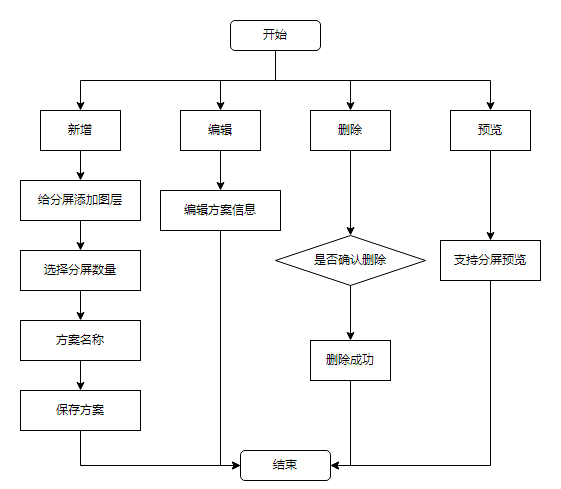 开始
新增
编辑
删除
预览
给分屏添加图层
编辑方案信息
选择分屏数量
是否确认删除
支持分屏预览
方案名称
删除成功
保存方案
结束